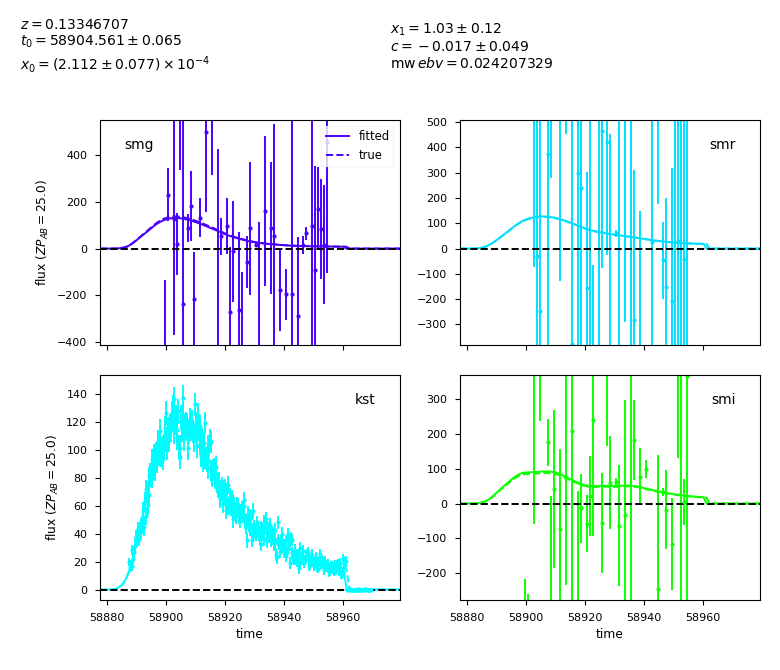 z = 0.13346707
t₀ = 58904.561 ± 0.065
x₀ = (2.112 ± 0.077) × 10⁻⁴
x₁ = 1.03 ± 0.12
c = −0.017 ± 0.049
mwebv = 0.024207329
smg
fitted
true
400
200
0
−200
−400
flux (ZP_AB = 25.0)
smr
500
400
300
200
100
0
−100
−200
−300
kst
140
120
100
80
60
40
20
0
flux (ZP_AB = 25.0)
58880 58900 58920 58940 58960
time
smi
300
200
100
0
−100
−200
58880 58900 58920 58940 58960
time